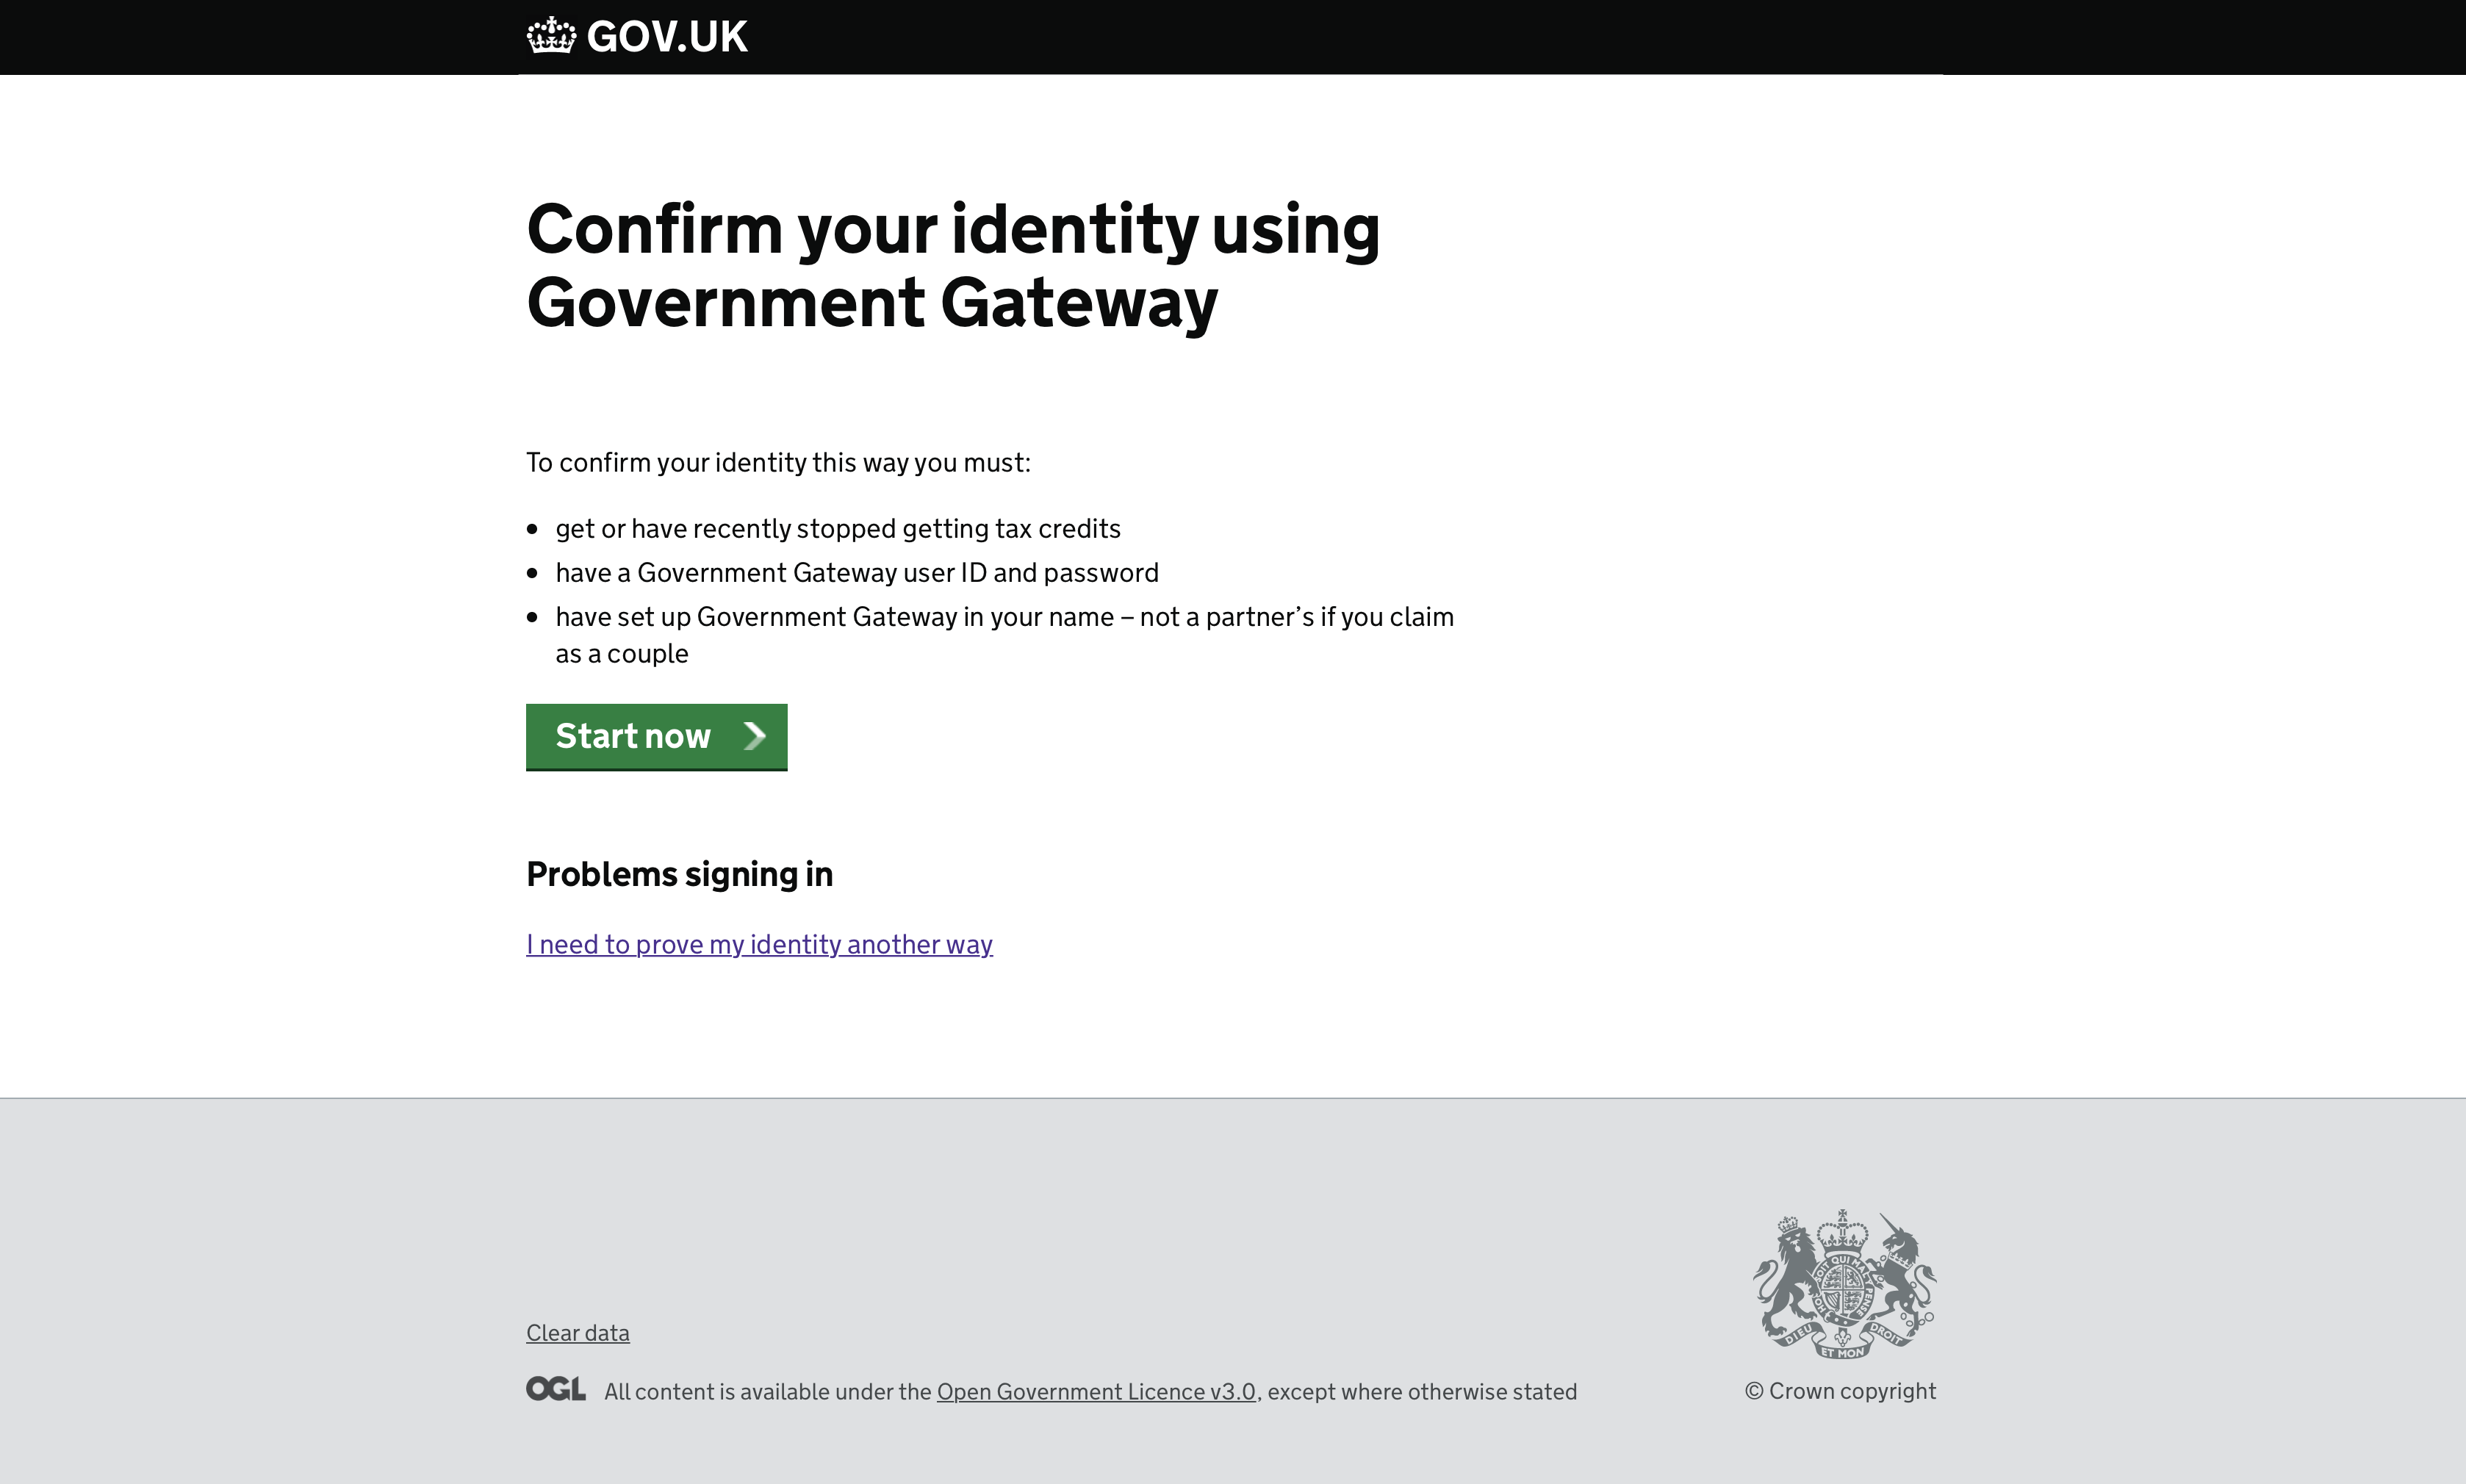 GOV.UK
Confirm your identity using
Government Gateway
To confirm your identity this way you must:
• get or have recently stopped getting tax credits
• have a Government Gateway user ID and password
• have set up Government Gateway in your name – not a partner’s if you claim
as a couple
Start now
Problems signing in
I need to prove my identity another way
Clear data
OGL All content is available under the Open Government Licence v3.0, except where otherwise stated
SOIT QUI MAL Y PENSE HON
DIEU ET MON DROIT
© Crown copyright